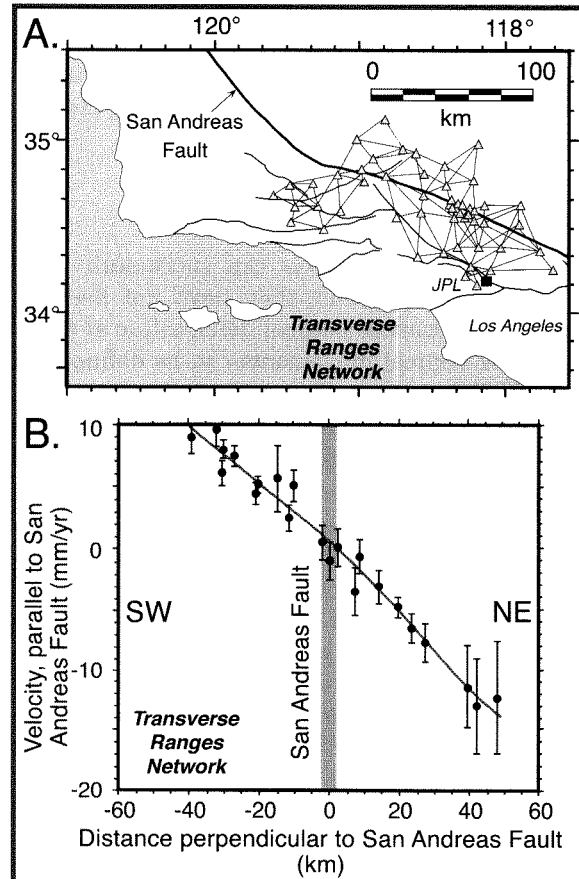 A.
120°
118°
0
100
km
San Andreas
Fault
35°
34°
JPL
Los Angeles
Transverse
Ranges
Network
B.
10
0
-10
-20
Velocity, parallel to San
Andreas Fault (mm/yr)
SW
NE
San Andreas Fault
Transverse
Ranges
Network
-60
-40
-20
0
20
40
60
Distance perpendicular to San Andreas Fault
(km)